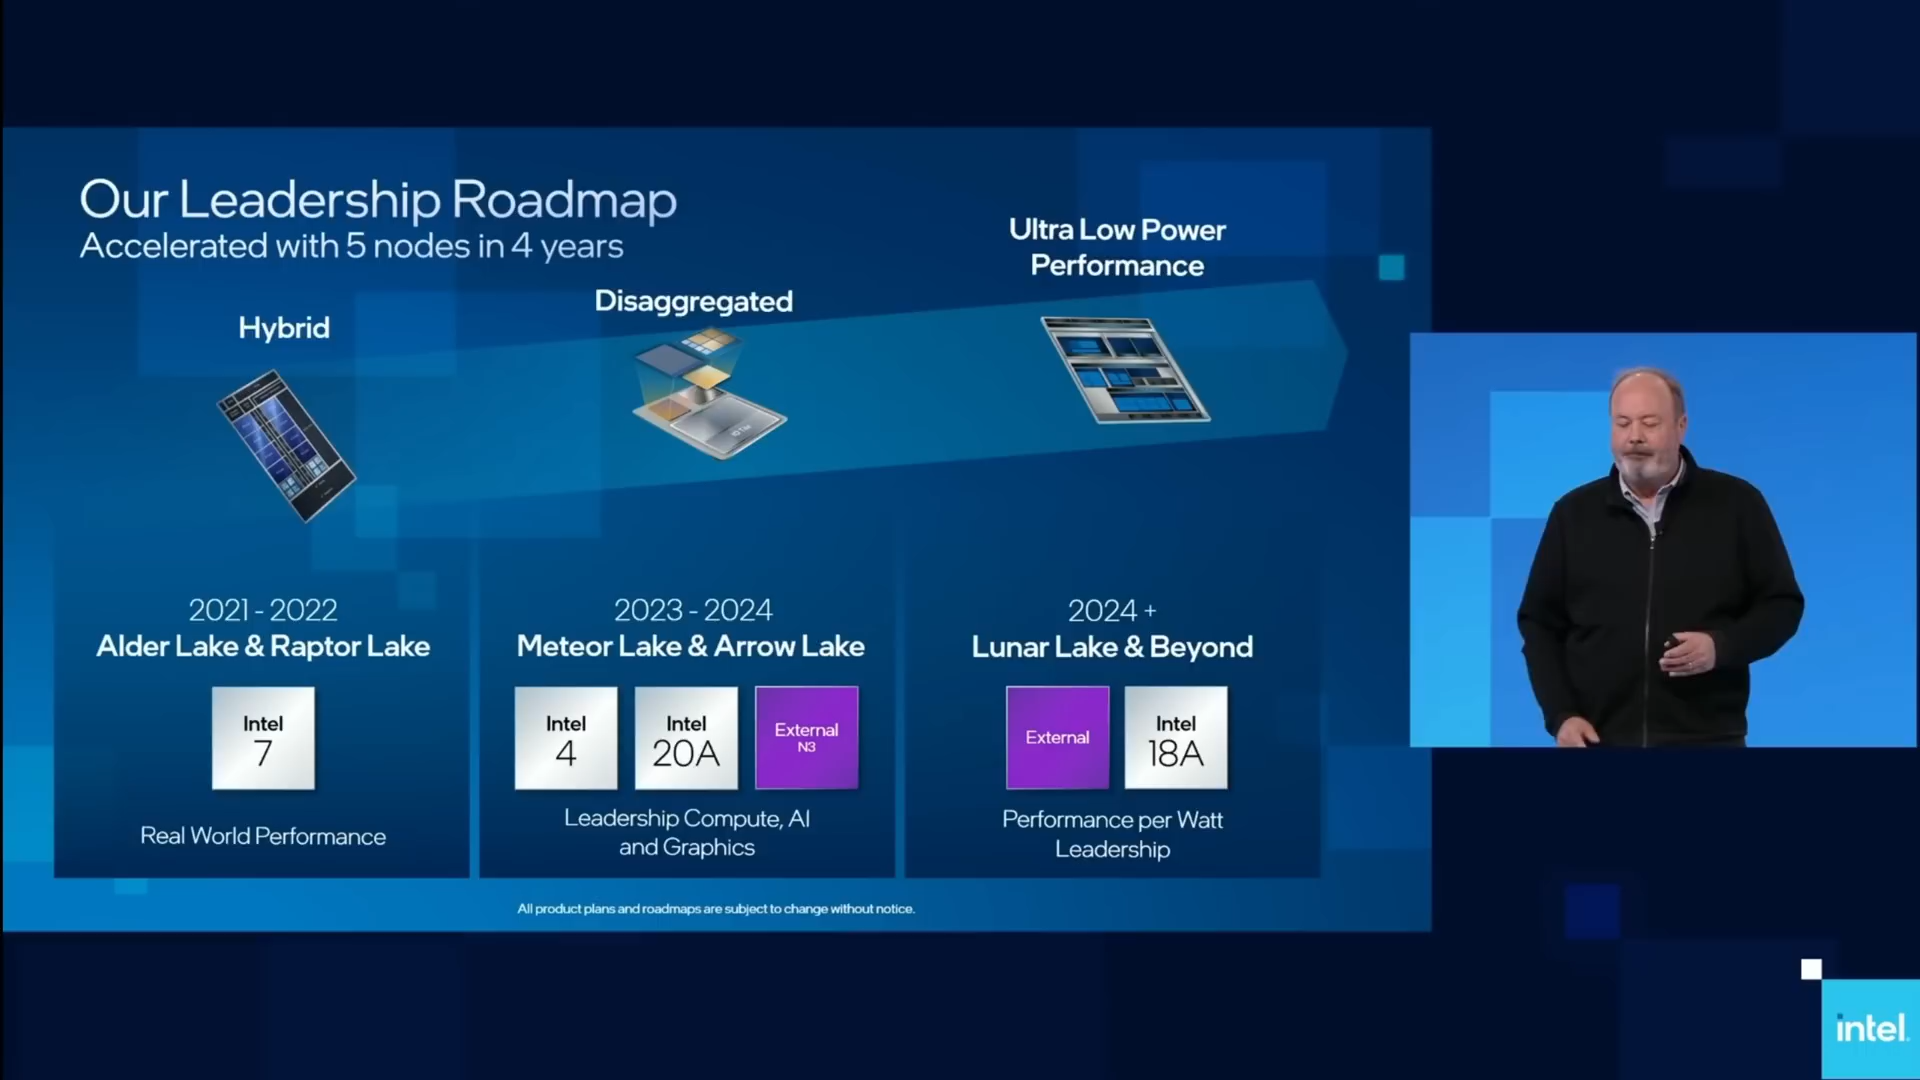 Our Leadership Roadmap
Accelerated with 5 nodes in 4 years
Hybrid
Disaggregated
Ultra Low Power
Performance
2021 - 2022
Alder Lake & Raptor Lake
Intel
7
Real World Performance
2023 - 2024
Meteor Lake & Arrow Lake
Intel
4
Intel
20A
External
N3
Leadership Compute, AI
and Graphics
2024 +
Lunar Lake & Beyond
External
Intel
18A
Performance per Watt
Leadership
All product plans and roadmaps are subject to change without notice.
intel.